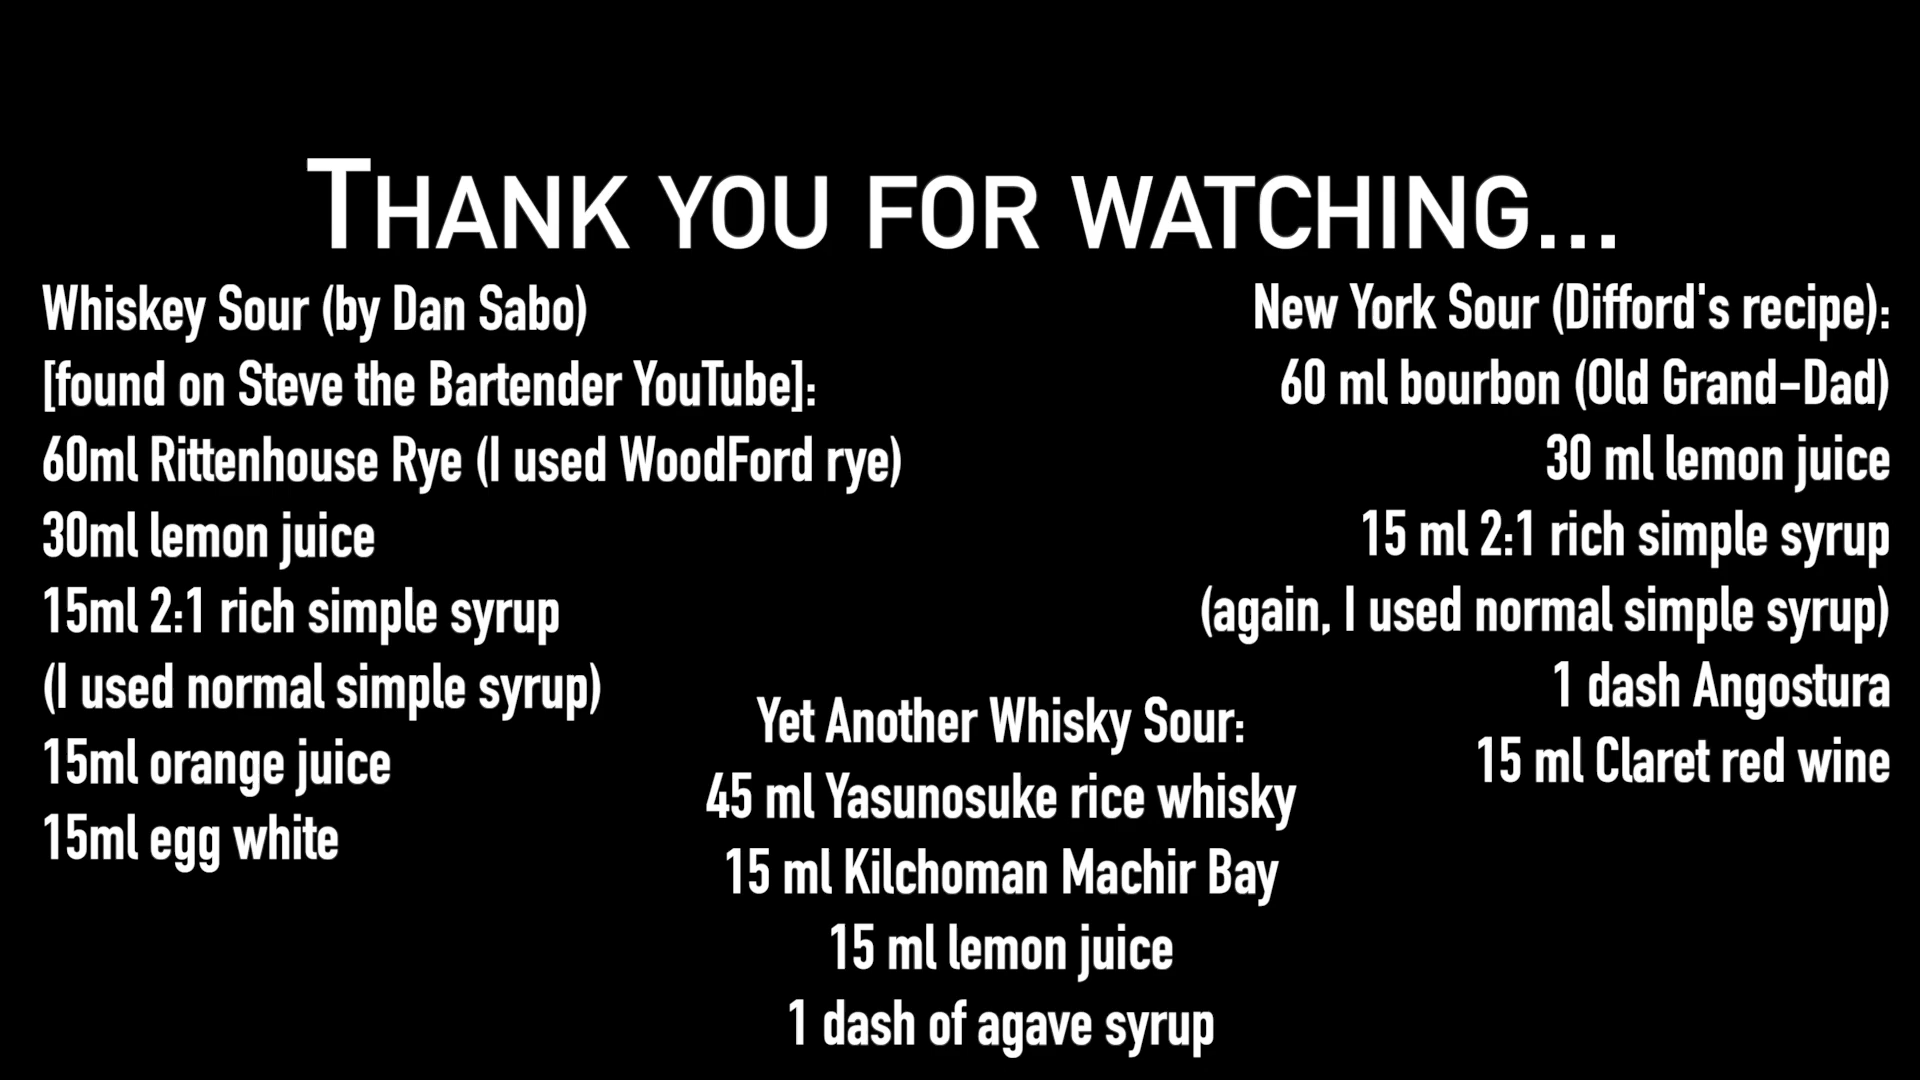 THANK YOU FOR WATCHING...
Whiskey Sour (by Dan Sabo)
[found on Steve the Bartender YouTube]:
60ml Rittenhouse Rye (I used WoodFord rye)
30ml lemon juice
15ml 2:1 rich simple syrup
(I used normal simple syrup)
15ml orange juice
15ml egg white
Yet Another Whisky Sour:
45 ml Yasunosuke rice whisky
15 ml Kilchoman Machir Bay
15 ml lemon juice
1 dash of agave syrup
New York Sour (Difford's recipe):
60 ml bourbon (Old Grand-Dad)
30 ml lemon juice
15 ml 2:1 rich simple syrup
(again, I used normal simple syrup)
1 dash Angostura
15 ml Claret red wine